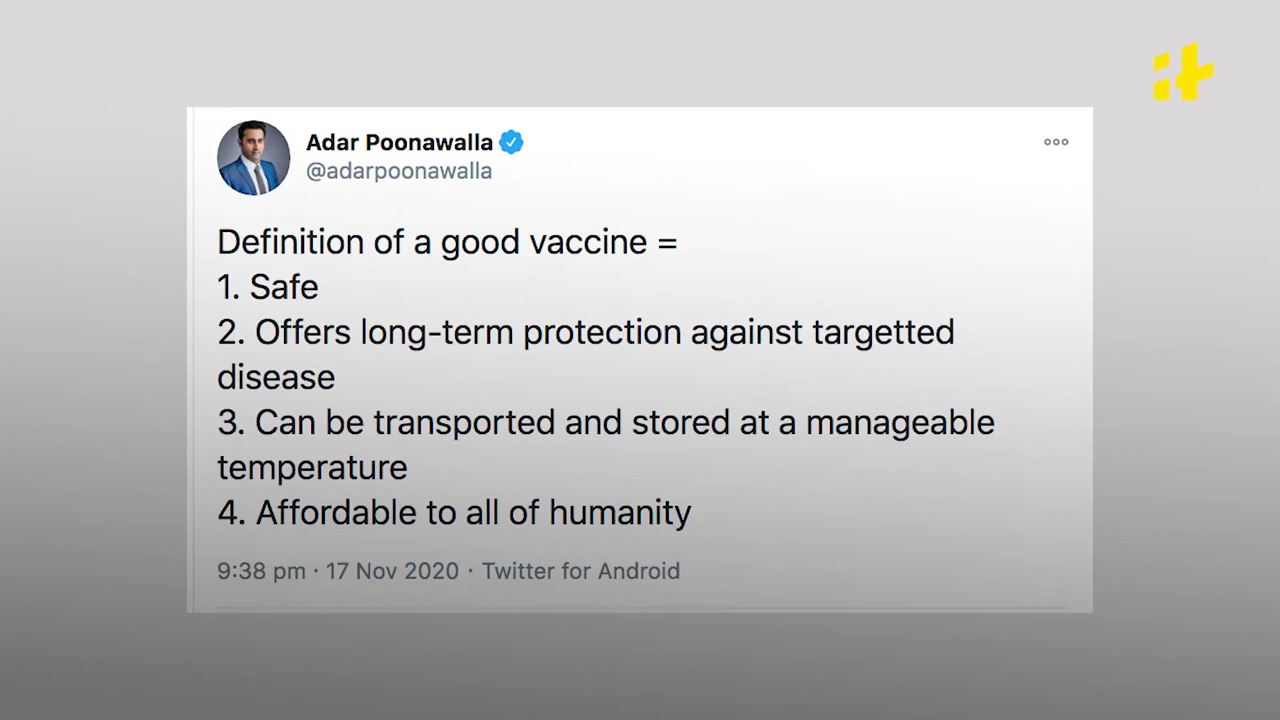 Adar Poonawalla
@adarpoonawalla
Definition of a good vaccine =
1. Safe
2. Offers long-term protection against targetted
disease
3. Can be transported and stored at a manageable
temperature
4. Affordable to all of humanity
9:38 pm · 17 Nov 2020 · Twitter for Android